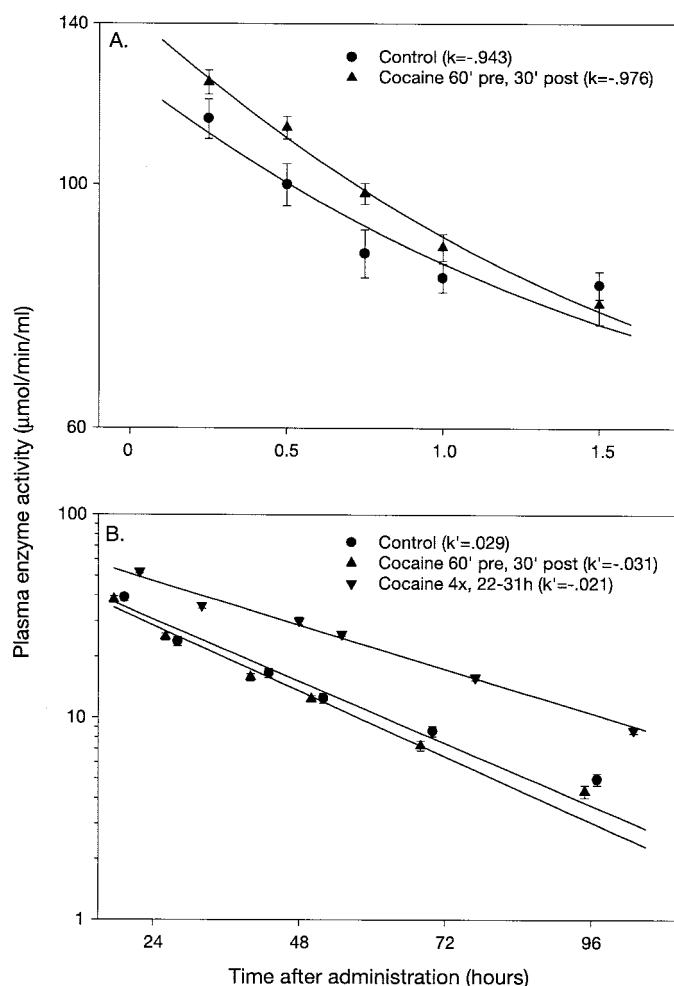 Plasma enzyme activity (μmol/min/ml)
A.
Control (k=-.943)
Cocaine 60' pre, 30' post (k=-.976)
140
100
60
0
0.5
1.0
1.5
B.
Control (k'=.029)
Cocaine 60' pre, 30' post (k'=-.031)
Cocaine 4x, 22-31h (k'=-.021)
100
10
1
24
48
72
96
Time after administration (hours)